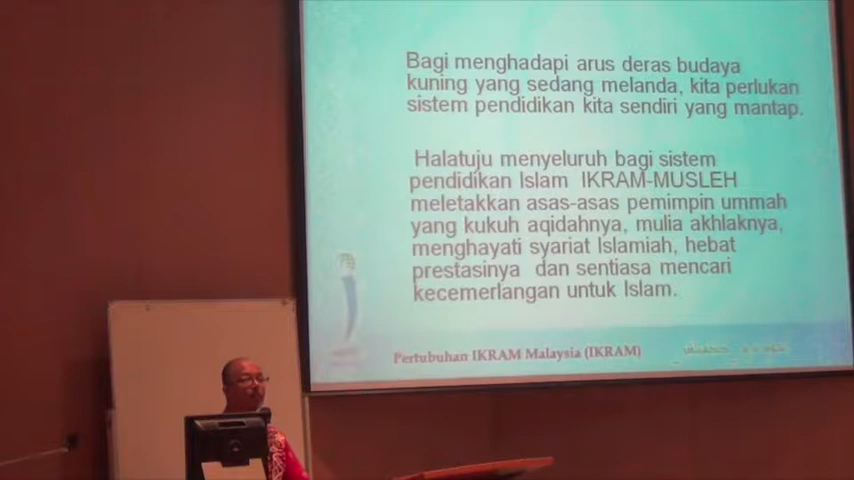 Bagi menghadapi arus deras budaya
kuning yang sedang melanda, kita perlukan
sistem pendidikan kita sendiri yang mantap.
Halatuju menyeluruh bagi sistem
pendidikan Islam IKRAM-MUSLEH
meletakkan asas-asas pemimpin ummah
yang kukuh aqidahnya, mulia akhlaknya,
menghayati syariat Islamiah, hebat
prestasinya dan sentiasa mencari
kecemerlangan untuk Islam.
Pertubuhan IKRAM Malaysia (IKRAM)